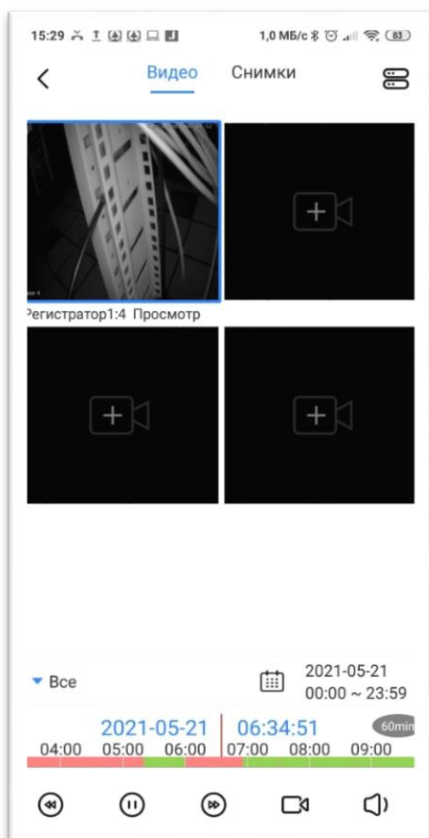 15:29 1,0 МБ/с 83
Видео Снимки
Регистратор1:4 Просмотр
Все 2021-05-21
00:00 ~ 23:59
2021-05-21 06:34:51 60min
04:00 05:00 06:00 07:00 08:00 09:00